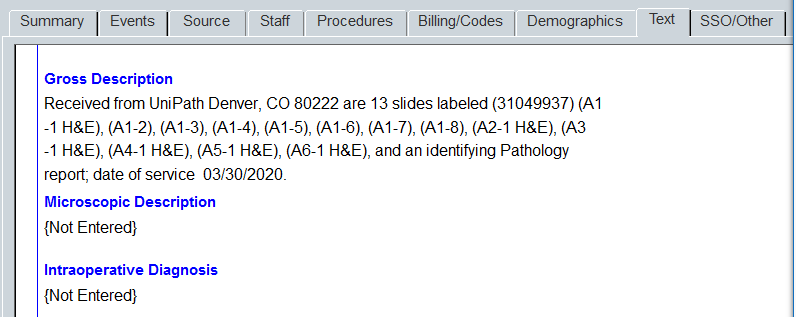 Summary Events Source Staff Procedures Billing/Codes Demographics Text SSO/Other
Gross Description
Received from UniPath Denver, CO 80222 are 13 slides labeled (31049937) (A1
-1 H&E), (A1-2), (A1-3), (A1-4), (A1-5), (A1-6), (A1-7), (A1-8), (A2-1 H&E), (A3
-1 H&E), (A4-1 H&E), (A5-1 H&E), (A6-1 H&E), and an identifying Pathology
report; date of service  03/30/2020.
Microscopic Description
{Not Entered}
Intraoperative Diagnosis
{Not Entered}